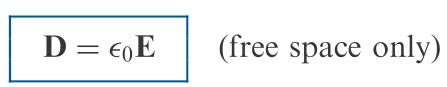 D = ϵ₀E (free space only)